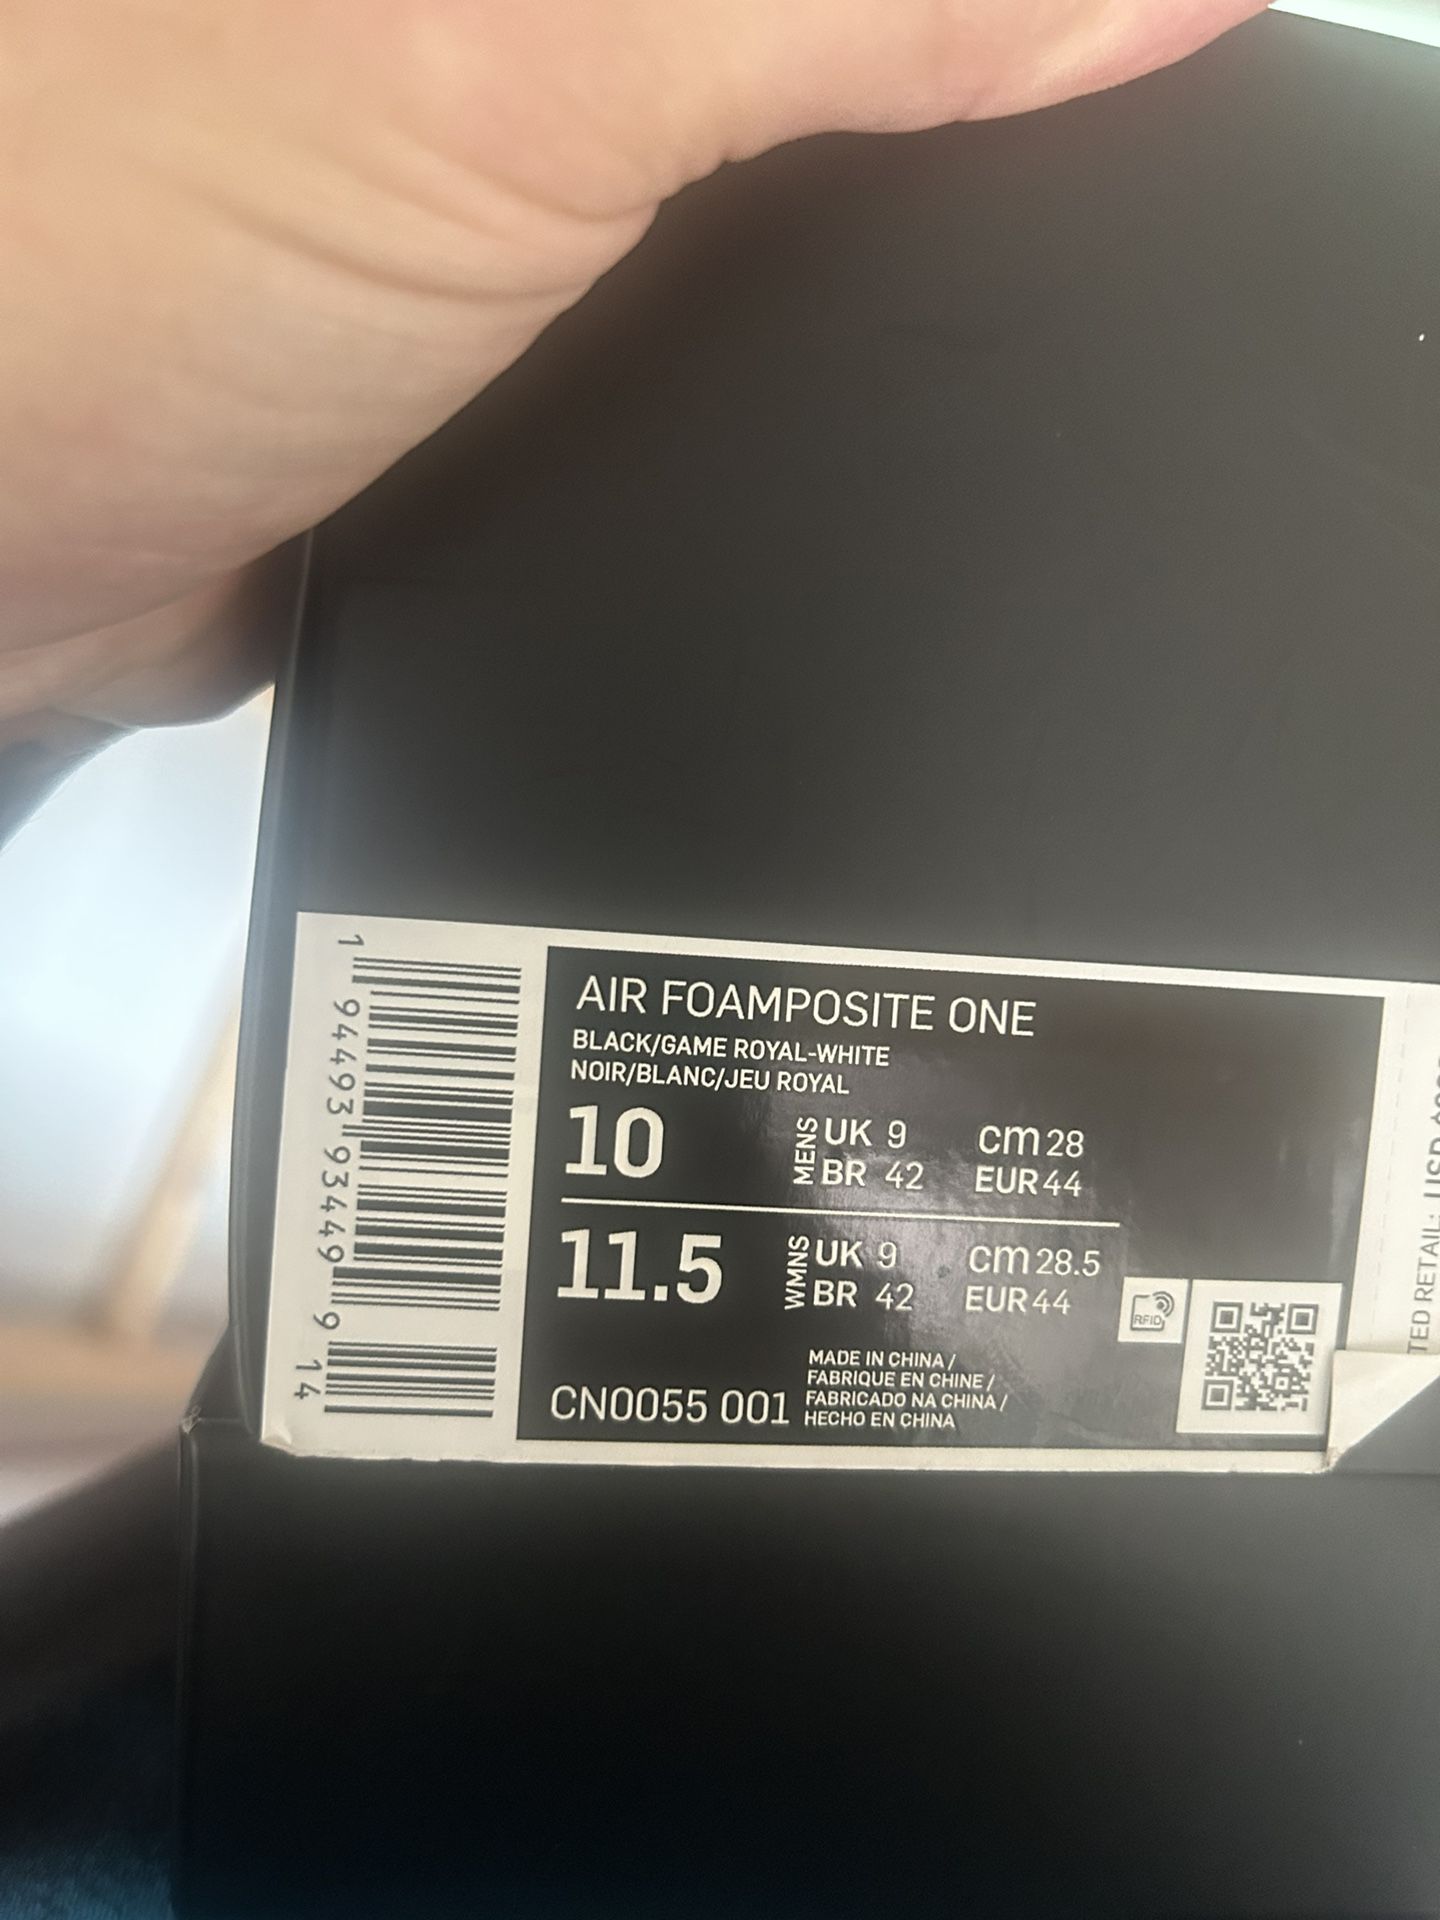 AIR FOAMPOSITE ONE
BLACK/GAME ROYAL-WHITE
NOIR/BLANC/JEU ROYAL
10 MENS UK 9 cm 28
BR 42 EUR 44
11.5 WMNS UK 9 cm 28.5
BR 42 EUR 44
RFID
CN0055 001
MADE IN CHINA /
FABRIQUE EN CHINE /
FABRICADO NA CHINA /
HECHO EN CHINA
1 94493 93449 9 14
RETAIL: USD